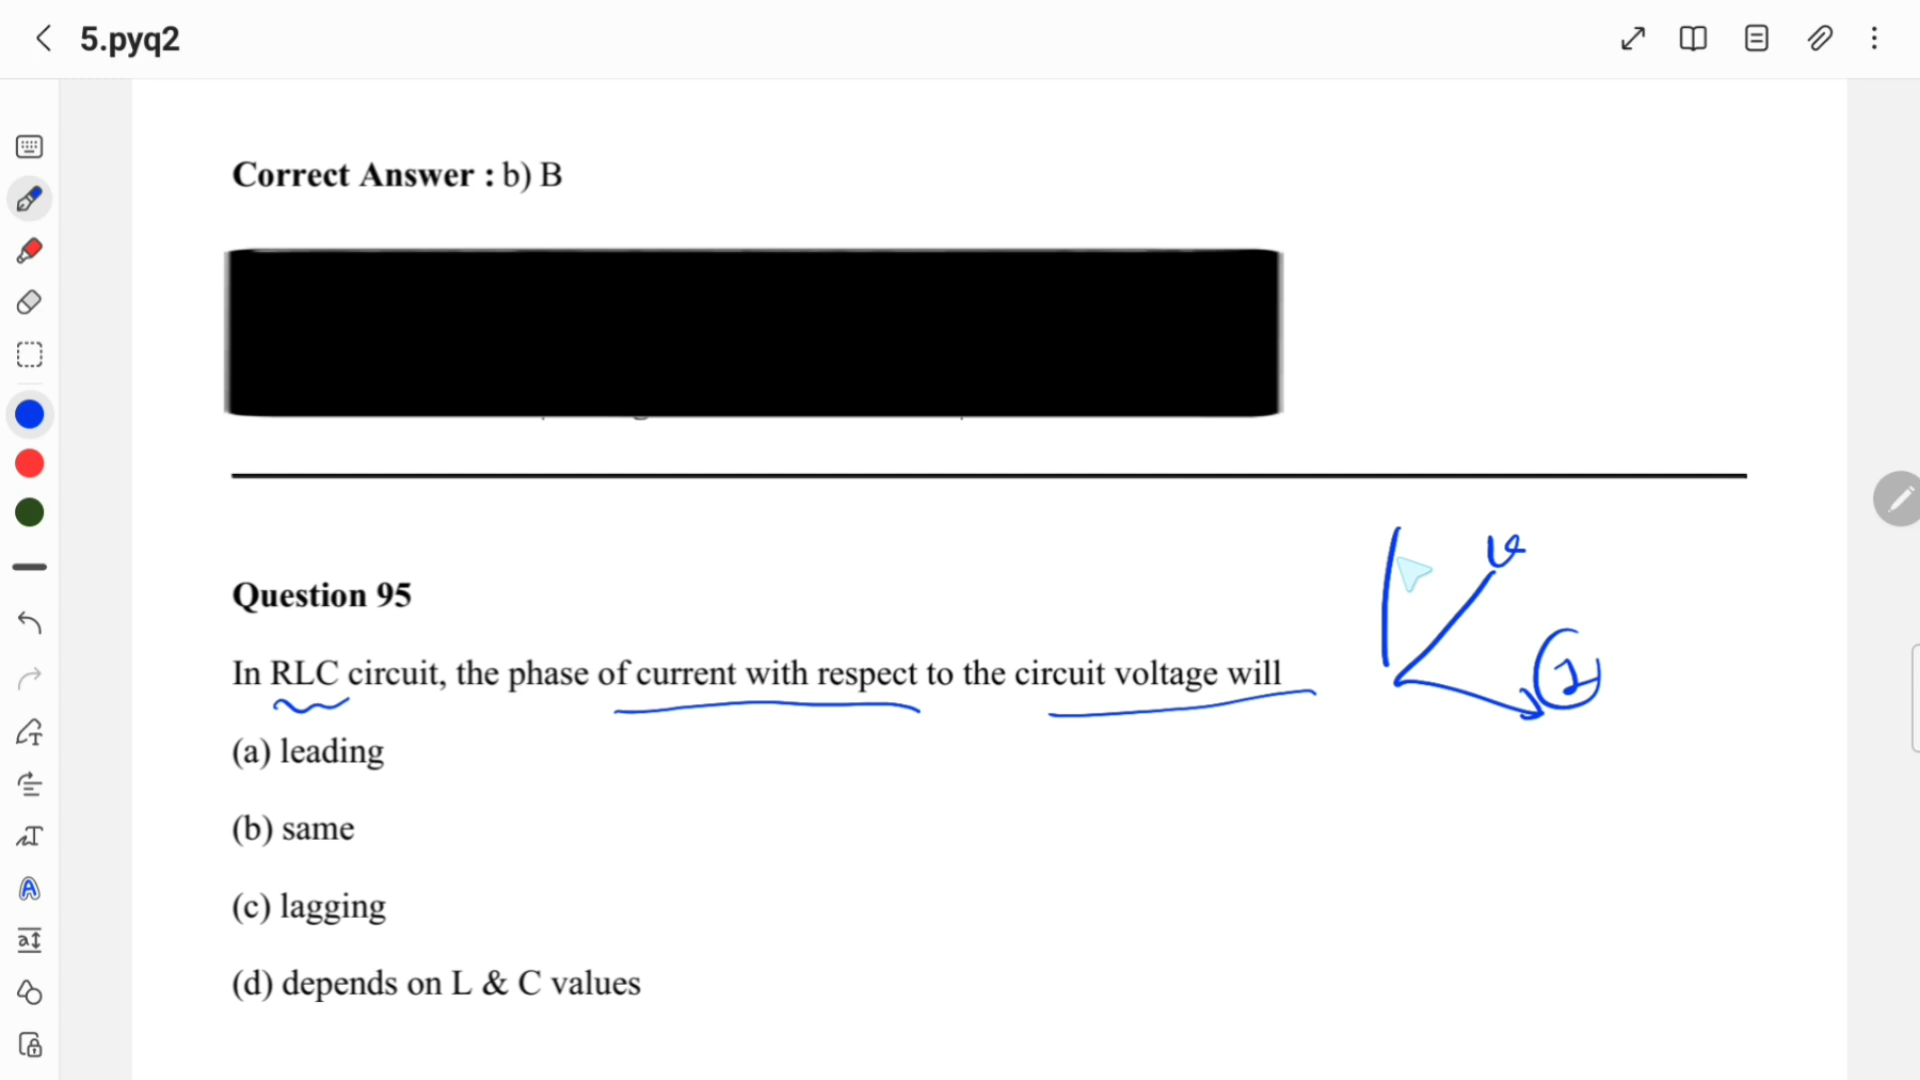 5.pyq2
Correct Answer : b) B
Question 95
In RLC circuit, the phase of current with respect to the circuit voltage will
(a) leading
(b) same
(c) lagging
(d) depends on L & C values